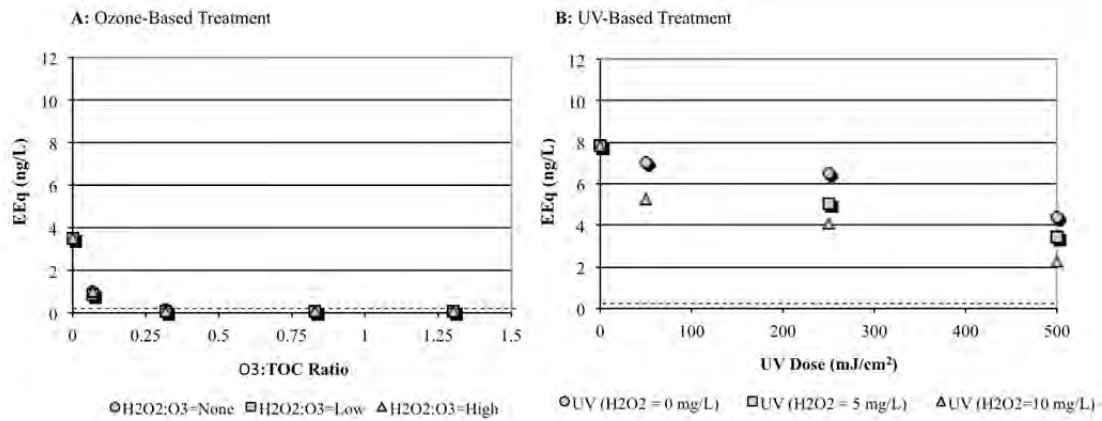 A: Ozone-Based Treatment
12
10
8
6
4
2
0
EEq (ng/L)
0 0.25 0.5 0.75 1 1.25 1.5
O3:TOC Ratio
H2O2:O3=None H2O2:O3=Low H2O2:O3=High
B: UV-Based Treatment
12
10
8
6
4
2
0
EEq (ng/L)
0 100 200 300 400 500
UV Dose (mJ/cm²)
UV (H2O2 = 0 mg/L) UV (H2O2 = 5 mg/L) UV (H2O2=10 mg/L)